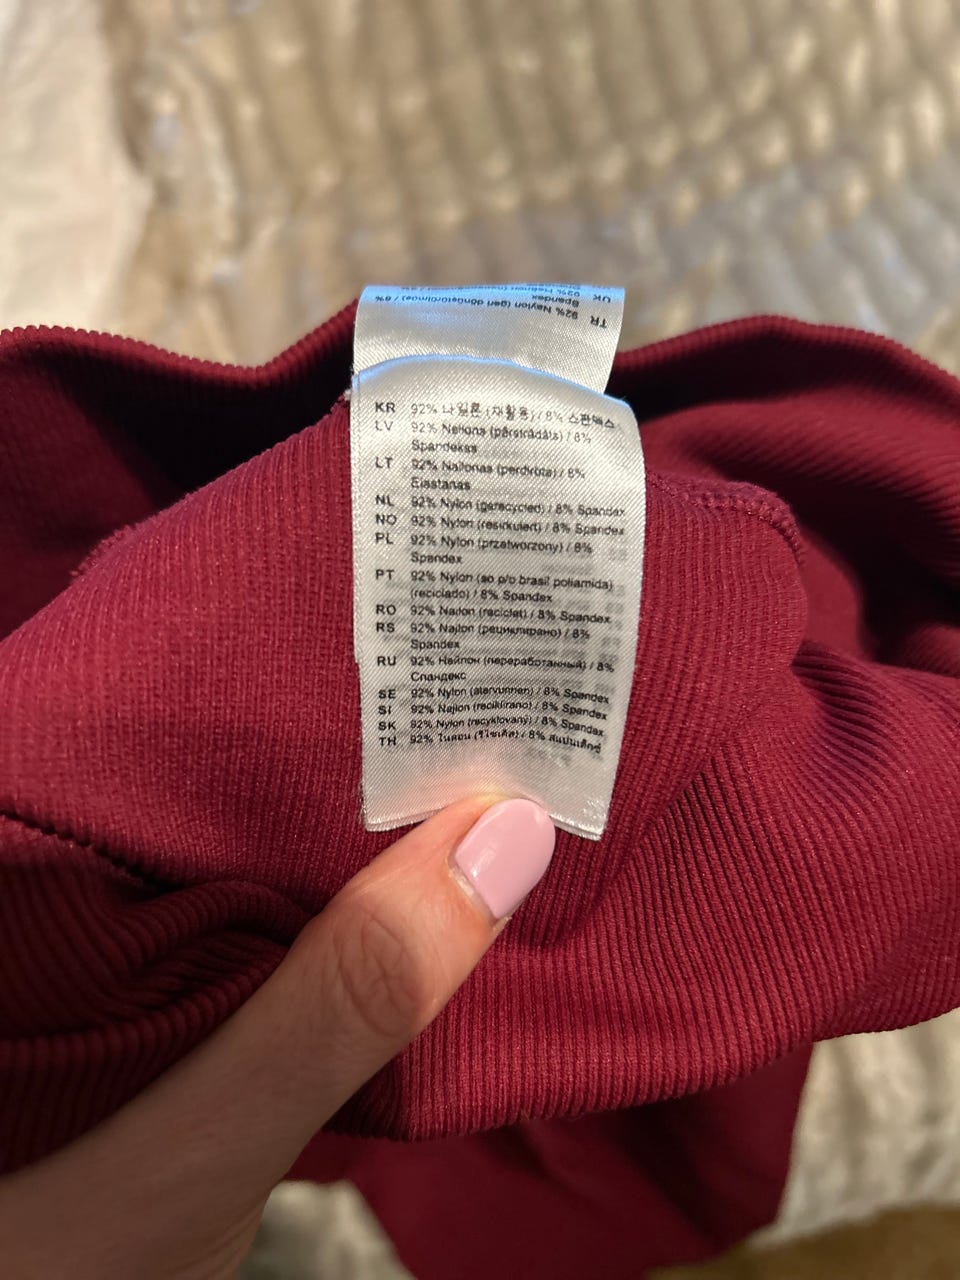 TR 92% Naylon (geri dönüştürülmüş) / 8%
Spandex
UK 92%
KR 92% 나일론 (재활용) / 8% 스판덱스
LV 92% Neilons (pārstrādāts) / 8%
Spandekss
LT 92% Nailonas (perdirbta) / 8%
Elastanas
NL 92% Nylon (gerecycled) / 8% Spandex
NO 92% Nylon (resirkulert) / 8% Spandex
PL 92% Nylon (przetworzony) / 8%
Spandex
PT 92% Nylon (so p/o brasil poliamida)
(reciclado) / 8% Spandex
RO 92% Nailon (reciclat) / 8% Spandex
RS 92% Najlon (рециклирано) / 8%
Spandex
RU 92% Найлон (переработанный) / 8%
Спандекс
SE 92% Nylon (återvunnen) / 8% Spandex
SI 92% Najlon (reciklirano) / 8% Spandex
SK 92% Nylon (recyklovaný) / 8% Spandex
TH 92% ไนลอน (รีไซเคิล) / 8% สแปนเด็กซ์